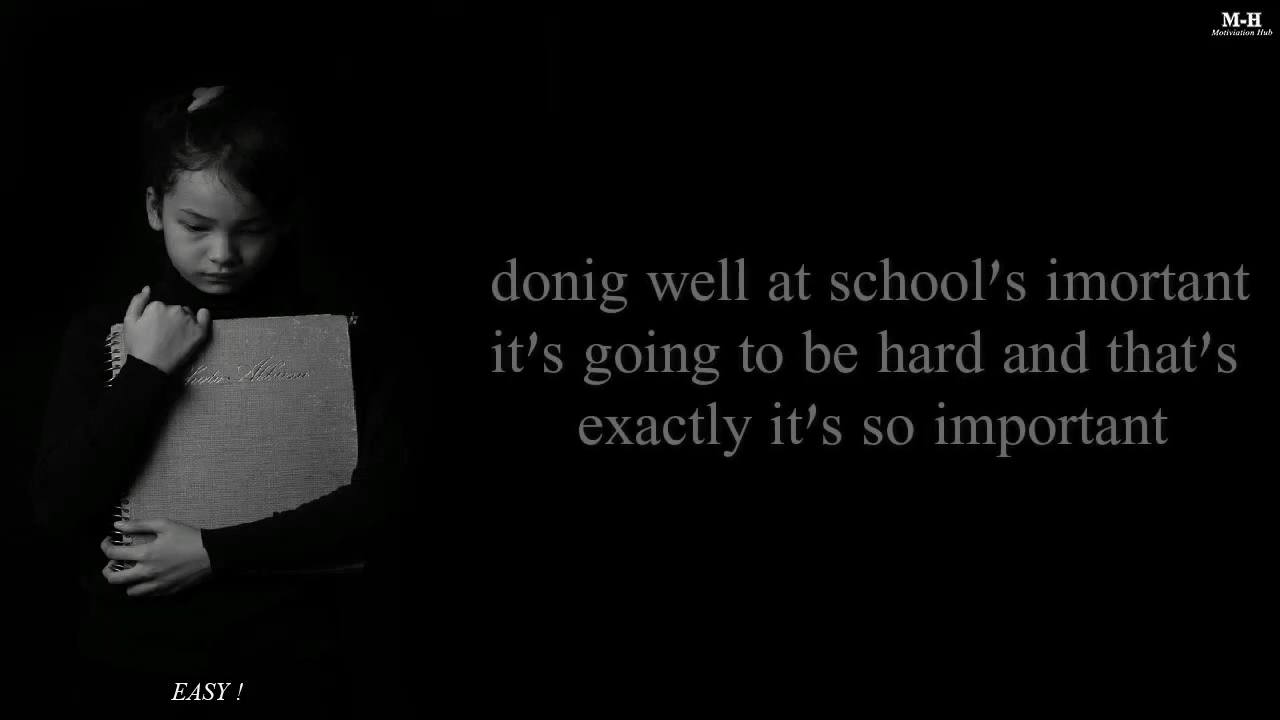 M-H
Motiviation Hub
donig well at school's imortant
it's going to be hard and that's
exactly it's so important
Album
EASY !